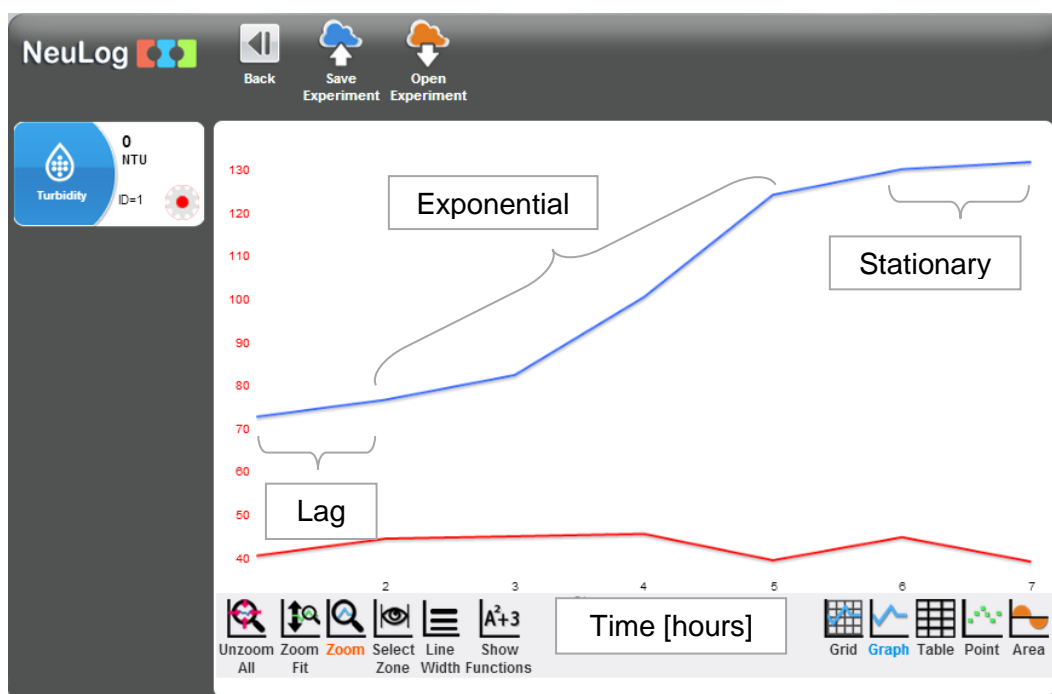 NeuLog
Back
Save
Experiment
Open
Experiment
Turbidity
0
NTU
ID=1
130
120
110
100
90
80
70
60
50
40
Exponential
Stationary
Lag
2
3
4
5
6
7
Time [hours]
Unzoom
All
Zoom
Fit
Zoom
Select
Zone
Line
Width
A²+3
Show
Functions
Grid
Graph
Table
Point
Area